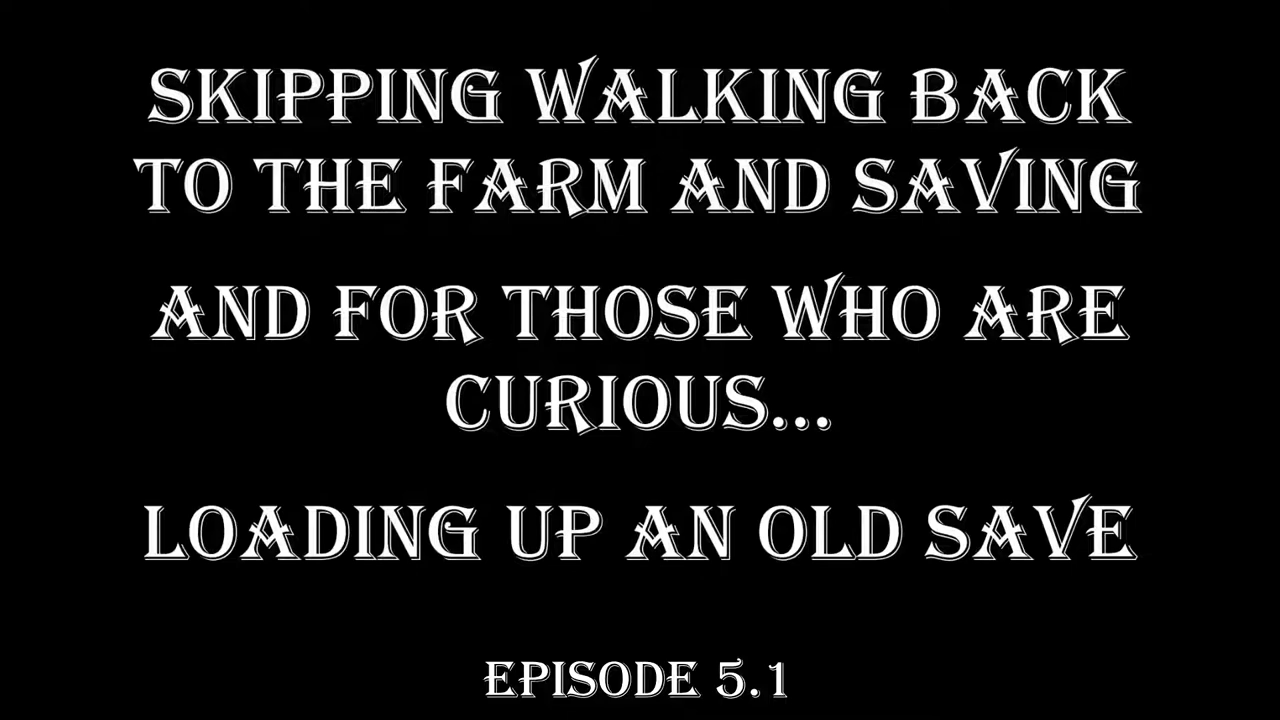 SKIPPING WALKING BACK
TO THE FARM AND SAVING
AND FOR THOSE WHO ARE
CURIOUS...
LOADING UP AN OLD SAVE
EPISODE 5.1